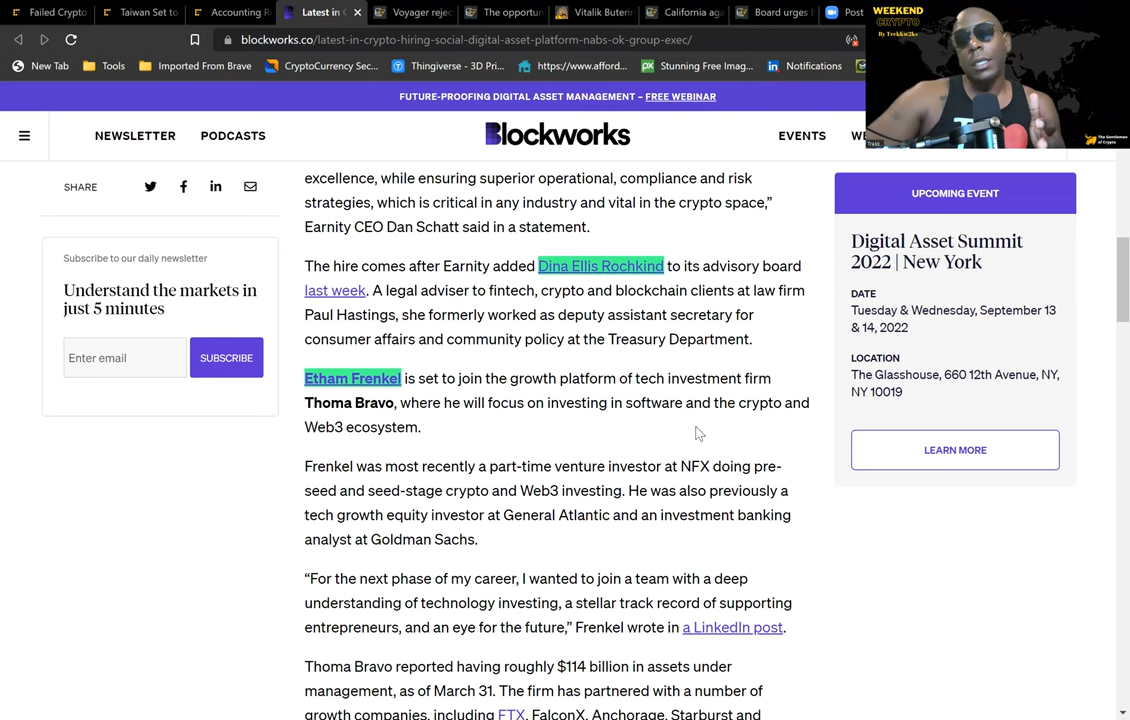 Failed Crypto
Taiwan Set to
Accounting R
Latest in
Voyager rejec
The opportun
Vitalik Buterin
California aga
Board urges
Post
blockworks.co/latest-in-crypto-hiring-social-digital-asset-platform-nabs-ok-group-exec/
New Tab
Tools
Imported From Brave
CryptoCurrency Sec...
Thingiverse - 3D Pri...
https://www.afford...
Stunning Free Imag...
Notifications
WEEKEND
CRYPTO
By Trekkw2ks
Trekk
The Gentlemen
of Crypto
FUTURE-PROOFING DIGITAL ASSET MANAGEMENT – FREE WEBINAR
NEWSLETTER
PODCASTS
Blockworks
EVENTS
WE
SHARE
Subscribe to our daily newsletter
Understand the markets in
just 5 minutes
Enter email
SUBSCRIBE
excellence, while ensuring superior operational, compliance and risk
strategies, which is critical in any industry and vital in the crypto space,”
Earnity CEO Dan Schatt said in a statement.
The hire comes after Earnity added Dina Ellis Rochkind to its advisory board
last week. A legal adviser to fintech, crypto and blockchain clients at law firm
Paul Hastings, she formerly worked as deputy assistant secretary for
consumer affairs and community policy at the Treasury Department.
Etham Frenkel is set to join the growth platform of tech investment firm
Thoma Bravo, where he will focus on investing in software and the crypto and
Web3 ecosystem.
Frenkel was most recently a part-time venture investor at NFX doing pre-
seed and seed-stage crypto and Web3 investing. He was also previously a
tech growth equity investor at General Atlantic and an investment banking
analyst at Goldman Sachs.
“For the next phase of my career, I wanted to join a team with a deep
understanding of technology investing, a stellar track record of supporting
entrepreneurs, and an eye for the future,” Frenkel wrote in a LinkedIn post.
Thoma Bravo reported having roughly $114 billion in assets under
management, as of March 31. The firm has partnered with a number of
growth companies, including FTX, FalconX, Anchorage, Starburst and
UPCOMING EVENT
Digital Asset Summit
2022 | New York
DATE
Tuesday & Wednesday, September 13
& 14, 2022
LOCATION
The Glasshouse, 660 12th Avenue, NY,
NY 10019
LEARN MORE